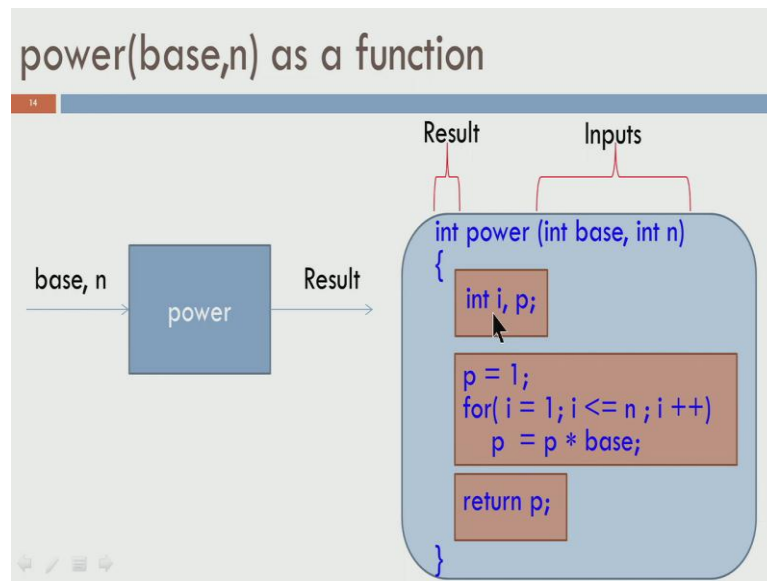 power(base,n) as a function
14
base, n
power
Result
Result
Inputs
int power (int base, int n)
{
int i, p;
p = 1;
for( i = 1; i <= n ; i ++)
p = p * base;
return p;
}